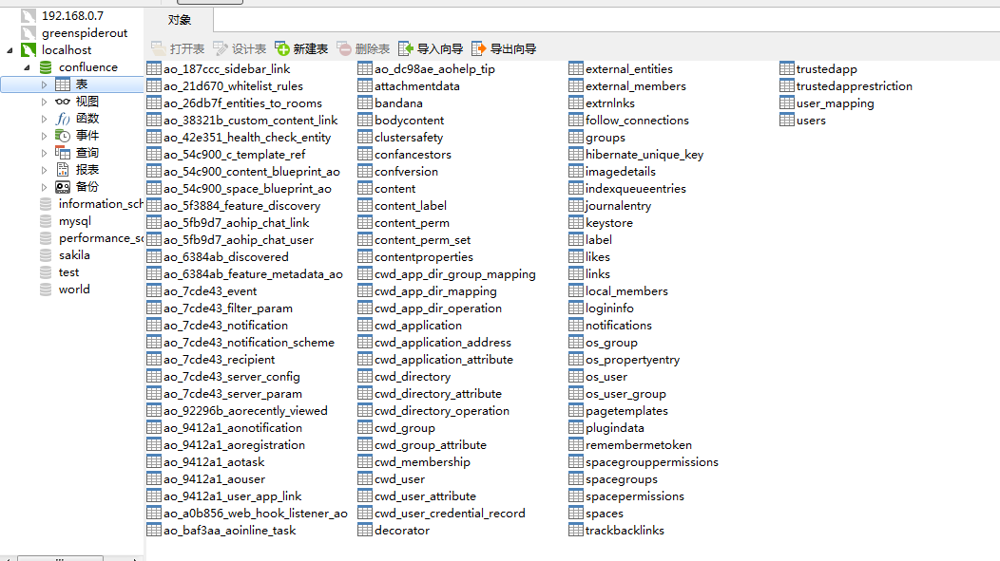 192.168.0.7
greenspiderout
localhost
confluence
表
视图
函数
事件
查询
报表
备份
information_sch
mysql
performance_sc
sakila
test
world
对象
打开表 设计表 新建表 删除表 导入向导 导出向导
ao_187ccc_sidebar_link
ao_21d670_whitelist_rules
ao_26db7f_entities_to_rooms
ao_38321b_custom_content_link
ao_42e351_health_check_entity
ao_54c900_c_template_ref
ao_54c900_content_blueprint_ao
ao_54c900_space_blueprint_ao
ao_5f3884_feature_discovery
ao_5fb9d7_aohip_chat_link
ao_5fb9d7_aohip_chat_user
ao_6384ab_discovered
ao_6384ab_feature_metadata_ao
ao_7cde43_event
ao_7cde43_filter_param
ao_7cde43_notification
ao_7cde43_notification_scheme
ao_7cde43_recipient
ao_7cde43_server_config
ao_7cde43_server_param
ao_92296b_aorecently_viewed
ao_9412a1_aonotification
ao_9412a1_aoregistration
ao_9412a1_aotask
ao_9412a1_aouser
ao_9412a1_user_app_link
ao_a0b856_web_hook_listener_ao
ao_baf3aa_aoinline_task
ao_dc98ae_aohelp_tip
attachmentdata
bandana
bodycontent
clustersafety
confancestors
confversion
content
content_label
content_perm
content_perm_set
contentproperties
cwd_app_dir_group_mapping
cwd_app_dir_mapping
cwd_app_dir_operation
cwd_application
cwd_application_address
cwd_application_attribute
cwd_directory
cwd_directory_attribute
cwd_directory_operation
cwd_group
cwd_group_attribute
cwd_membership
cwd_user
cwd_user_attribute
cwd_user_credential_record
decorator
external_entities
external_members
extrnlnks
follow_connections
groups
hibernate_unique_key
imagedetails
indexqueueentries
journalentry
keystore
label
likes
links
local_members
logininfo
notifications
os_group
os_propertyentry
os_user
os_user_group
pagetemplates
plugindata
remembermetoken
spacegrouppermissions
spacegroups
spacepermissions
spaces
trackbacklinks
trustedapp
trustedapprestriction
user_mapping
users